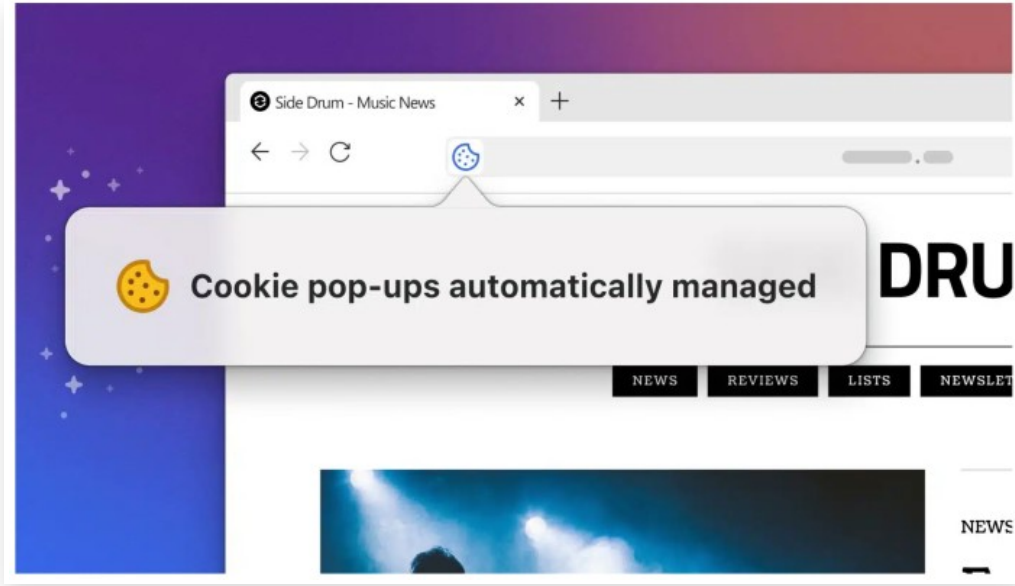 Side Drum - Music News
Cookie pop-ups automatically managed
DRU
NEWS REVIEWS LISTS NEWSLET
NEWS